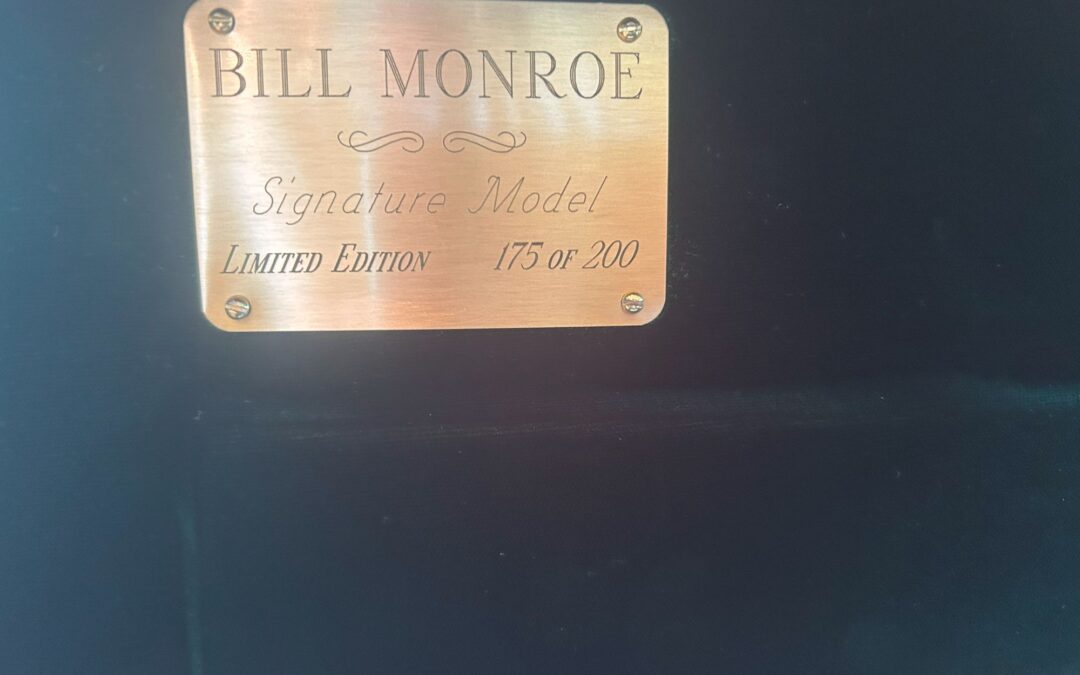 BILL MONROE
Signature Model
LIMITED EDITION 175 OF 200